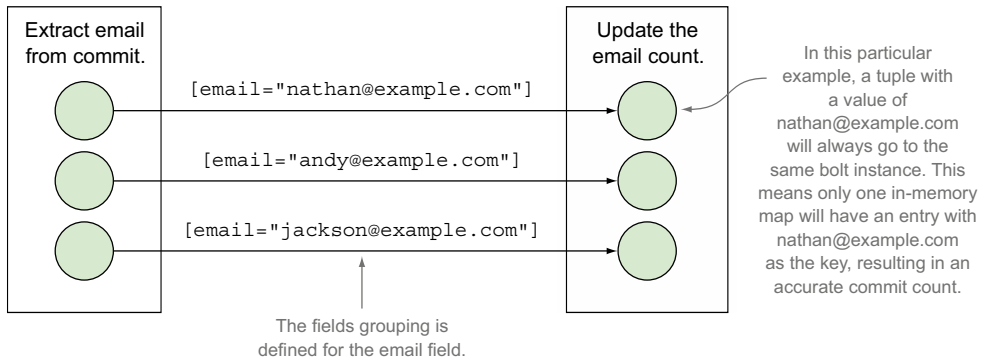 Extract email
from commit.
Update the
email count.
[email="nathan@example.com"]
[email="andy@example.com"]
[email="jackson@example.com"]
In this particular
example, a tuple with
a value of
nathan@example.com
will always go to the
same bolt instance. This
means only one in-memory
map will have an entry with
nathan@example.com
as the key, resulting in an
accurate commit count.
The fields grouping is
defined for the email field.